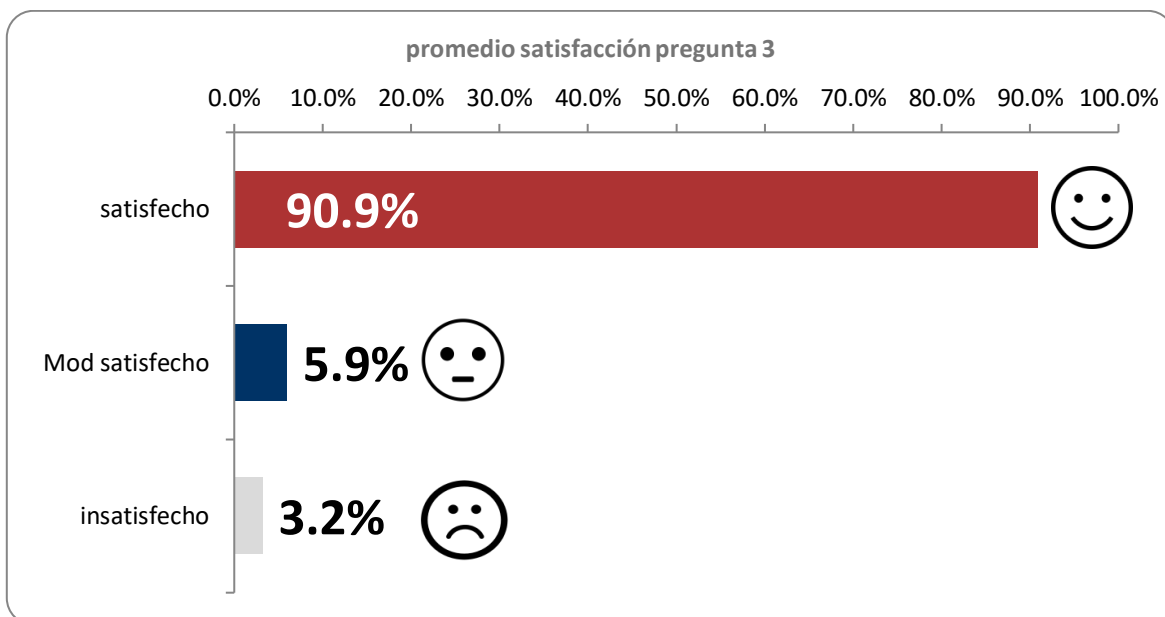 promedio satisfacción pregunta 3
0.0% 10.0% 20.0% 30.0% 40.0% 50.0% 60.0% 70.0% 80.0% 90.0% 100.0%
satisfecho 90.9%
Mod satisfecho 5.9%
insatisfecho 3.2%